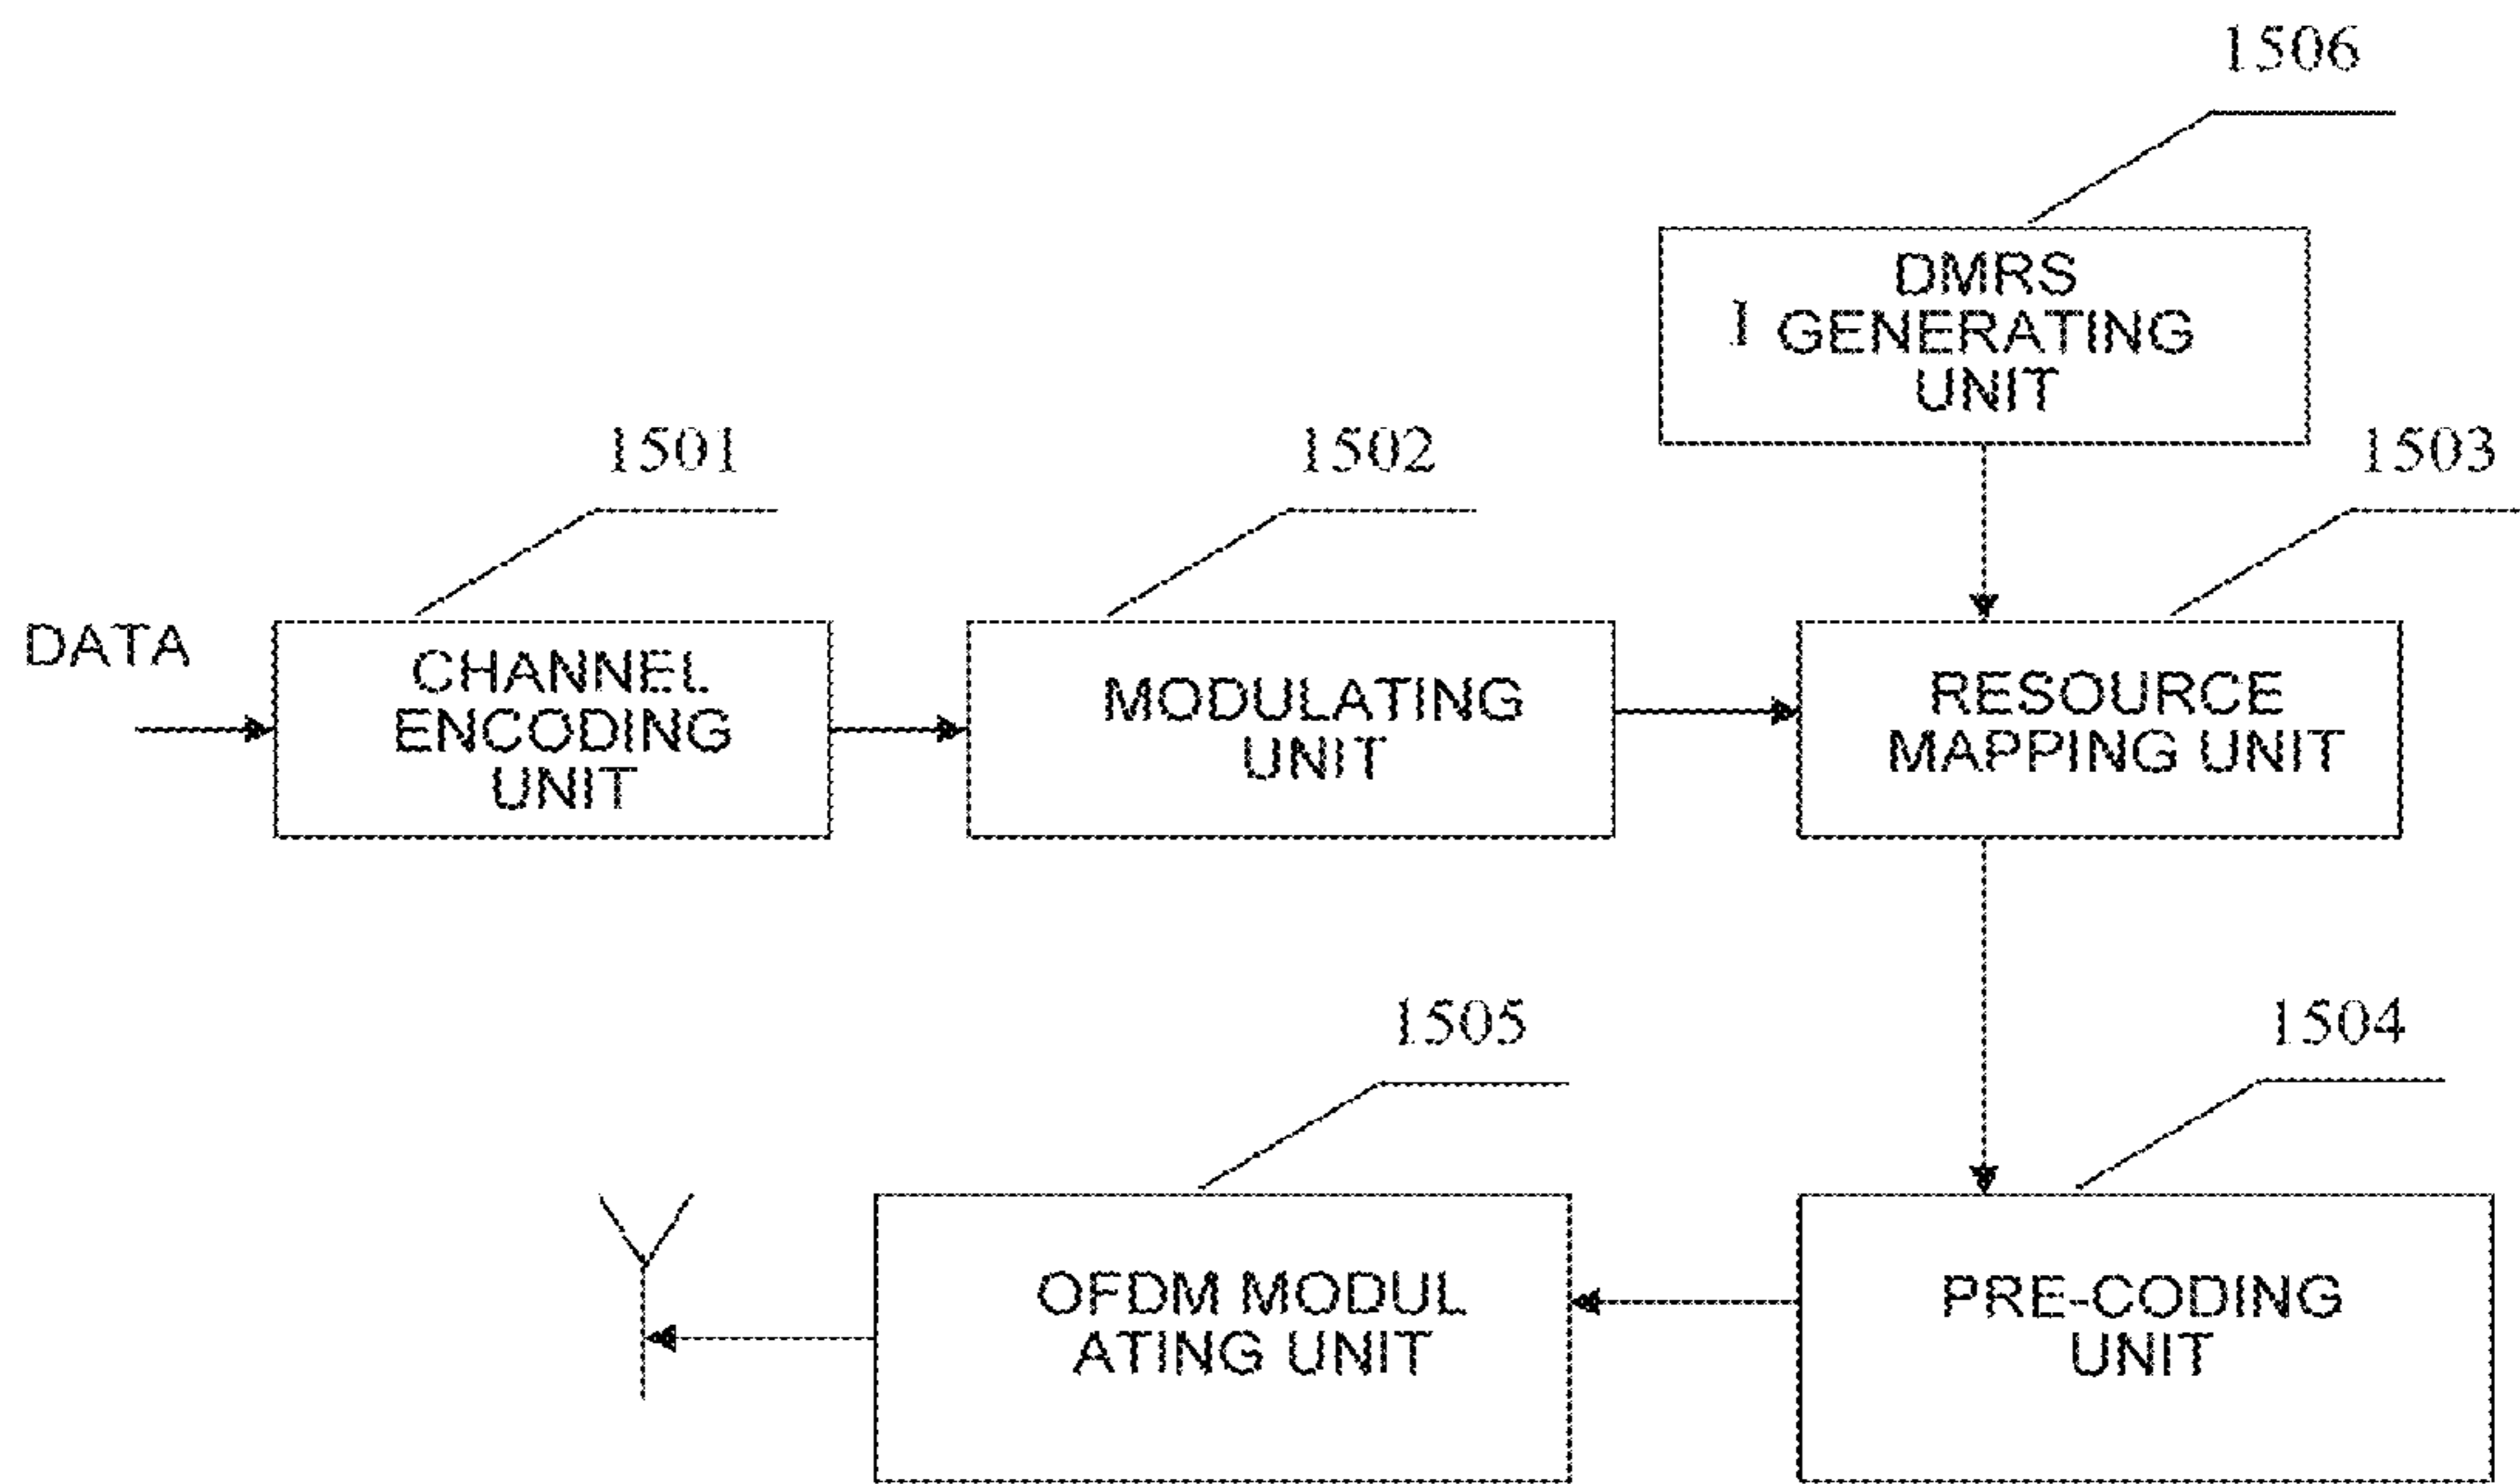 1506
DMRS
] GENERATING
UNIT
1501
1502
1503
DATA
CHANNEL
ENCODING
UNIT
MODULATING
UNIT
RESOURCE
MAPPING UNIT
1505
1504
OFDM MODUL
ATING UNIT
PRE-CODING
UNIT